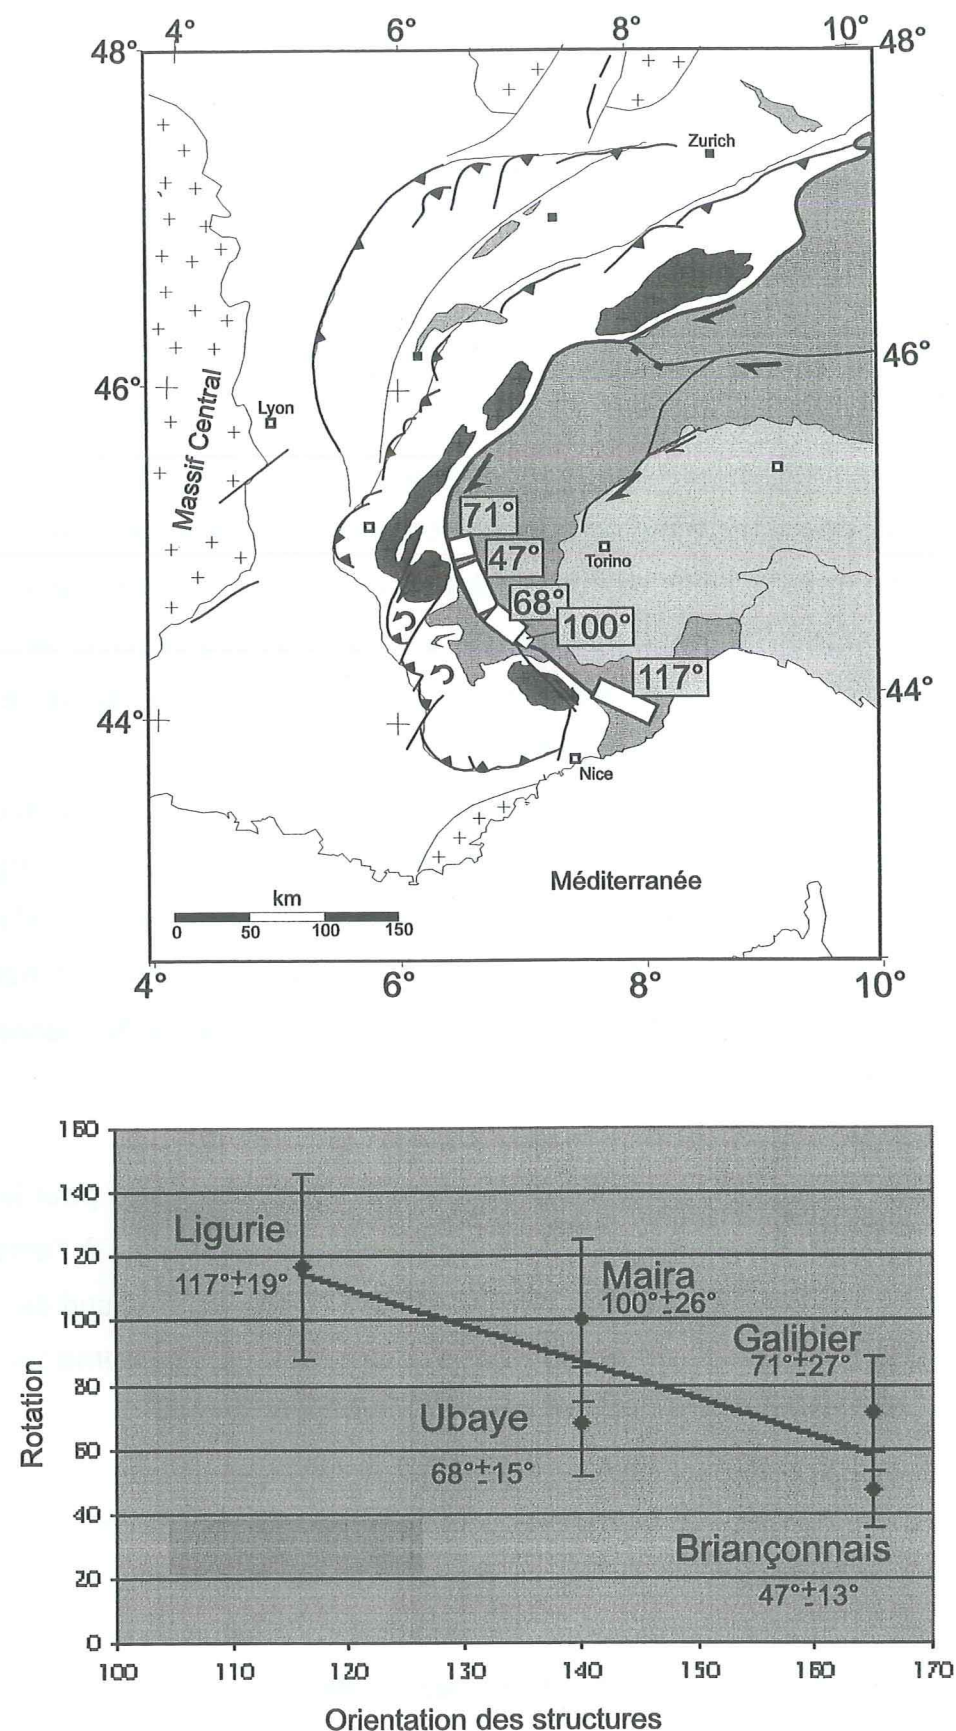 4° 6° 8° 10°
48° 48°
Zurich
46°
46°
Lyon
Massif Central
71°
47°
Torino
68°
100°
117°
44°
44°
Nice
Méditerranée
km
0 50 100 150
4° 6° 8° 10°
160
140
Ligurie
120
117°±19°
Maira
100°±26°
100
Galibier
71°±27°
80
Ubaye
60
68°±15°
40
Briançonnais
20
47°±13°
0
Rotation
100 110 120 130 140 150 160 170
Orientation des structures